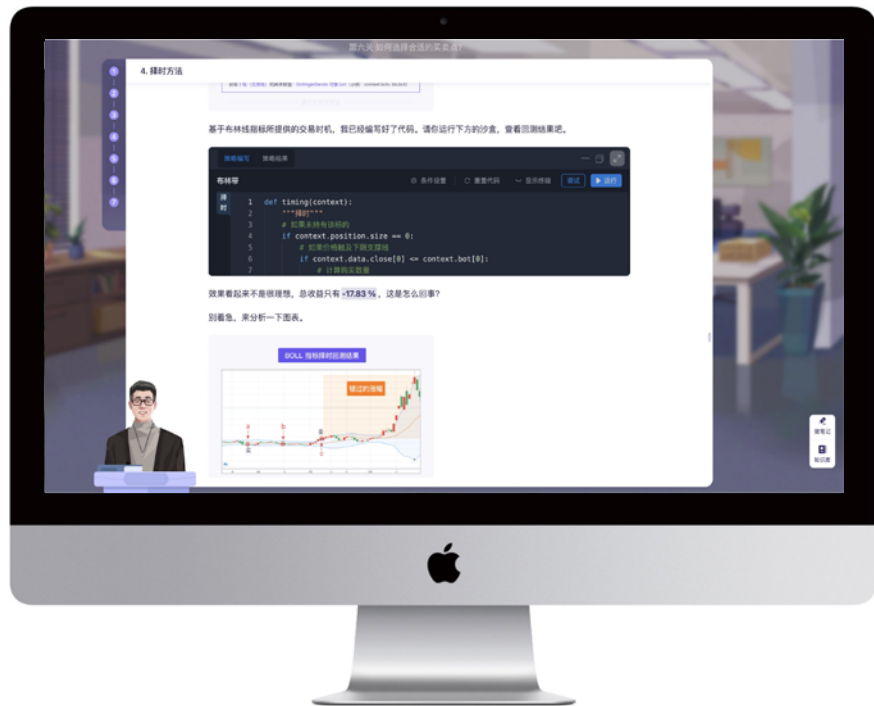 第六关 如何选择合适的买卖点?
1
2
3
4
5
6
7
4. 择时方法
基于布林线指标所提供的交易时机，我已经编写好了代码。请你运行下方的沙盒，查看回测结果吧。
策略编写 策略结果
布林带
条件设置 重置代码 显示终端 调试 运行
择时
1 def timing(context):
2 """择时"""
3 # 如果未持有该标的
4 if context.position.size == 0:
5 # 如果价格触及下侧支撑线
6 if context.data.close[0] <= context.bot[0]:
7 # 计算购买数量
效果看起来不是很理想，总收益只有 -17.83 %，这是怎么回事?
别着急，来分析一下图表。
BOLL 指标择时回测结果
错过的涨幅
做笔记
知识库